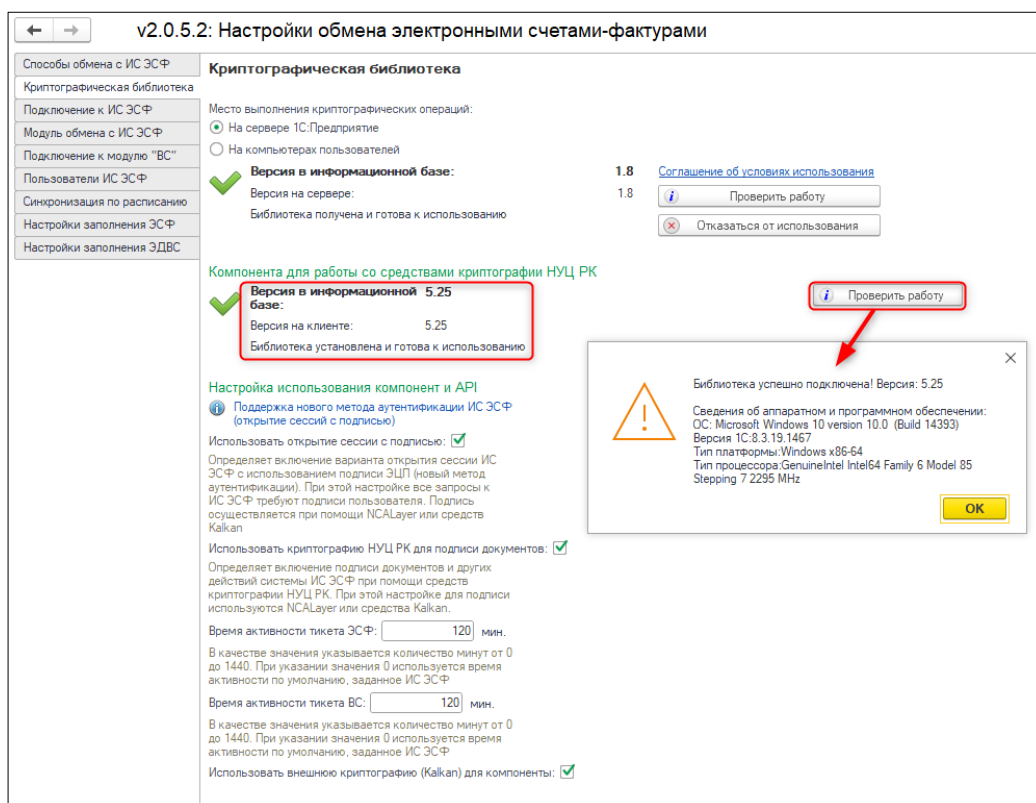 v2.0.5.2: Настройки обмена электронными счетами-фактурами
Способы обмена с ИС ЭСФ
Криптографическая библиотека
Подключение к ИС ЭСФ
Модуль обмена с ИС ЭСФ
Подключение к модулю "ВС"
Пользователи ИС ЭСФ
Синхронизация по расписанию
Настройки заполнения ЭСФ
Настройки заполнения ЭДВС
Криптографическая библиотека
Место выполнения криптографических операций:
На сервере 1С:Предприятие
На компьютерах пользователей
Версия в информационной базе: 1.8 Соглашение об условиях использования
Версия на сервере: 1.8 Проверить работу
Библиотека получена и готова к использованию
Отказаться от использования
Компонента для работы со средствами криптографии НУЦ РК
Версия в информационной 5.25
базе:
Проверить работу
Версия на клиенте: 5.25
Библиотека установлена и готова к использованию
Библиотека успешно подключена! Версия: 5.25
Сведения об аппаратном и программном обеспечении:
ОС: Microsoft Windows 10 version 10.0 (Build 14393)
Версия 1С:8.3.19.1467
Тип платформы:Windows x86-64
Тип процессора:GenuineIntel Intel64 Family 6 Model 85
Stepping 7 2295 MHz
OK
Настройка использования компонент и API
Поддержка нового метода аутентификации ИС ЭСФ
(открытие сессий с подписью)
Использовать открытие сессии с подписью:
Определяет включение варианта открытия сессии ИС
ЭСФ с использованием подписи ЭЦП (новый метод
аутентификации). При этой настройке все запросы к
ИС ЭСФ требуют подписи пользователя. Подпись
осуществляется при помощи NCALayer или средств
Kalkan
Использовать криптографию НУЦ РК для подписи документов:
Определяет включение подписи документов и других
действий системы ИС ЭСФ при помощи средств
криптографии НУЦ РК. При этой настройке для подписи
используются NCALayer или средства Kalkan.
Время активности тикета ЭСФ: 120 мин.
В качестве значения указывается количество минут от 0
до 1440. При указании значения 0 используется время
активности по умолчанию, заданное ИС ЭСФ
Время активности тикета ВС: 120 мин.
В качестве значения указывается количество минут от 0
до 1440. При указании значения 0 используется время
активности по умолчанию, заданное ИС ЭСФ
Использовать внешнюю криптографию (Kalkan) для компоненты: